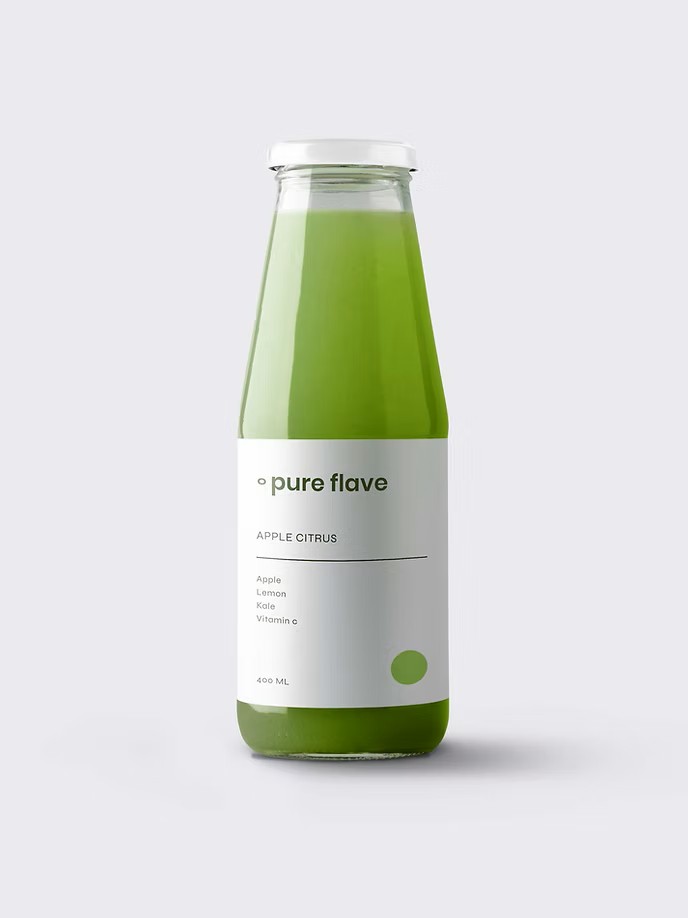 pure flave
APPLE CITRUS
Apple
Lemon
Kale
Vitamin c
400 ML